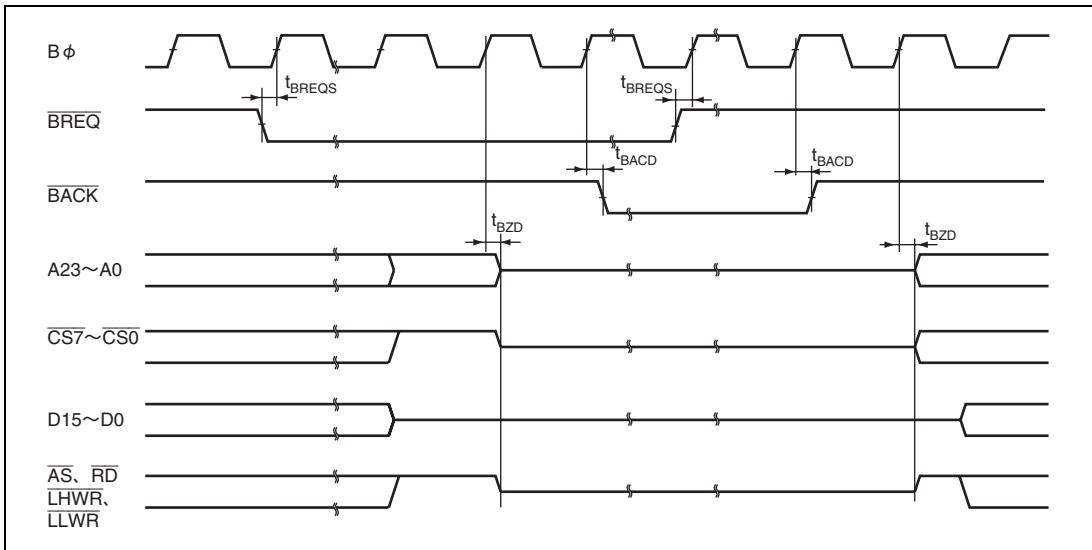 Bφ
tBREQS
tBREQS
BREQ
tBACD
tBACD
BACK
tBZD
tBZD
A23～A0
CS7～CS0
D15～D0
AS、RD
LHWR、
LLWR